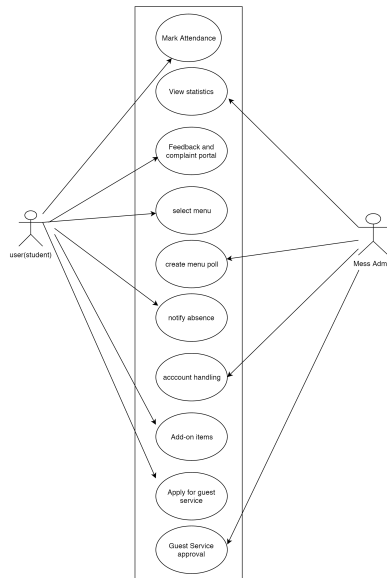 Mark Attendance
View statistics
Feedback and
complaint portal
select menu
user(student)
create menu poll
Mess Adm
notify absence
acccount handling
Add-on items
Apply for guest
service
Guest Service
approval